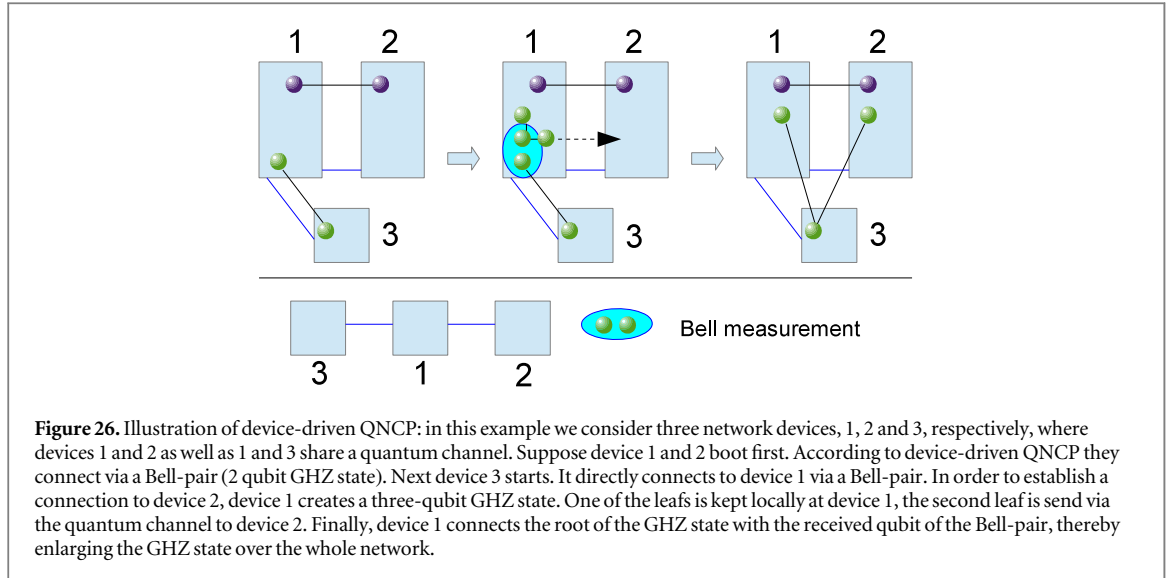 1 2 1 2 1 2
3 3 3
Bell measurement
3 1 2
Figure 26. Illustration of device-driven QNCP: in this example we consider three network devices, 1, 2 and 3, respectively, where
devices 1 and 2 as well as 1 and 3 share a quantum channel. Suppose device 1 and 2 boot first. According to device-driven QNCP they
connect via a Bell-pair (2 qubit GHZ state). Next device 3 starts. It directly connects to device 1 via a Bell-pair. In order to establish a
connection to device 2, device 1 creates a three-qubit GHZ state. One of the leafs is kept locally at device 1, the second leaf is send via
the quantum channel to device 2. Finally, device 1 connects the root of the GHZ state with the received qubit of the Bell-pair, thereby
enlarging the GHZ state over the whole network.